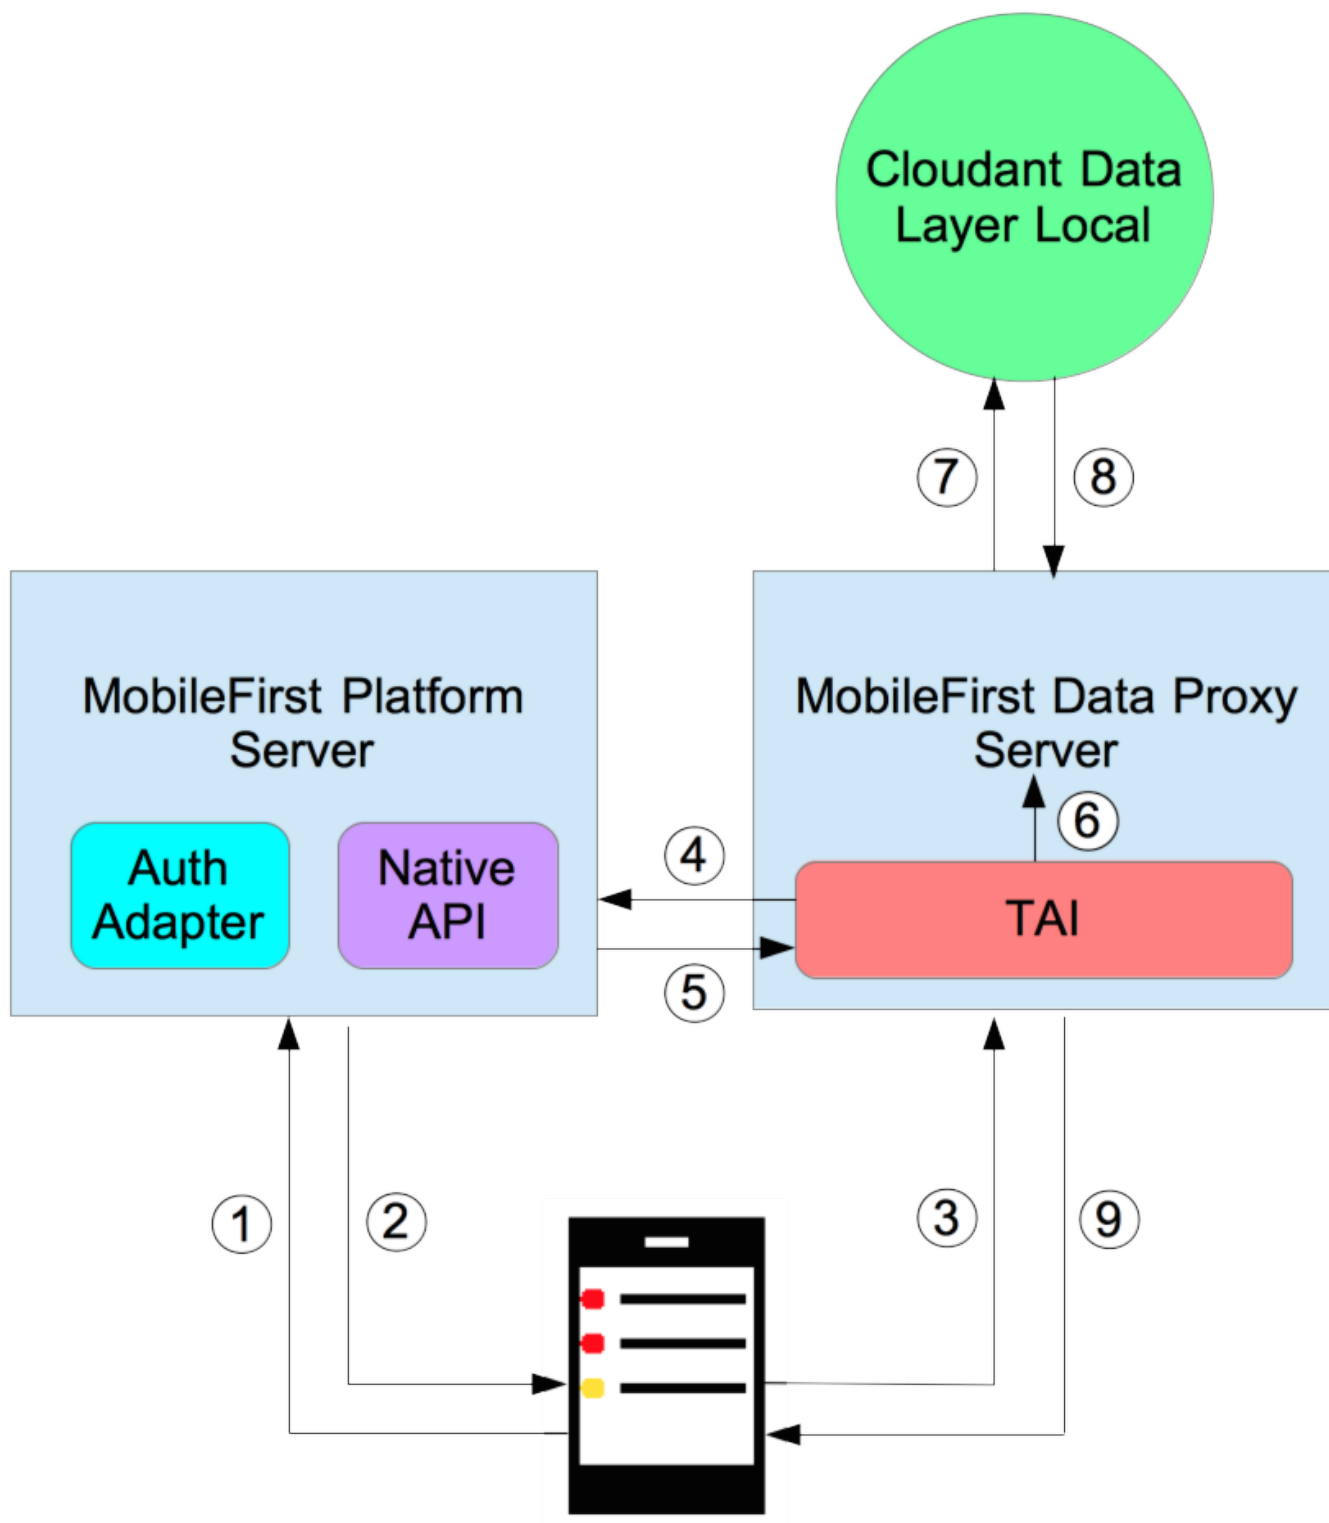 Cloudant Data
Layer Local
7
8
MobileFirst Platform
Server
MobileFirst Data Proxy
Server
Auth
Adapter
Native
API
4
6
TAI
5
1
2
3
9